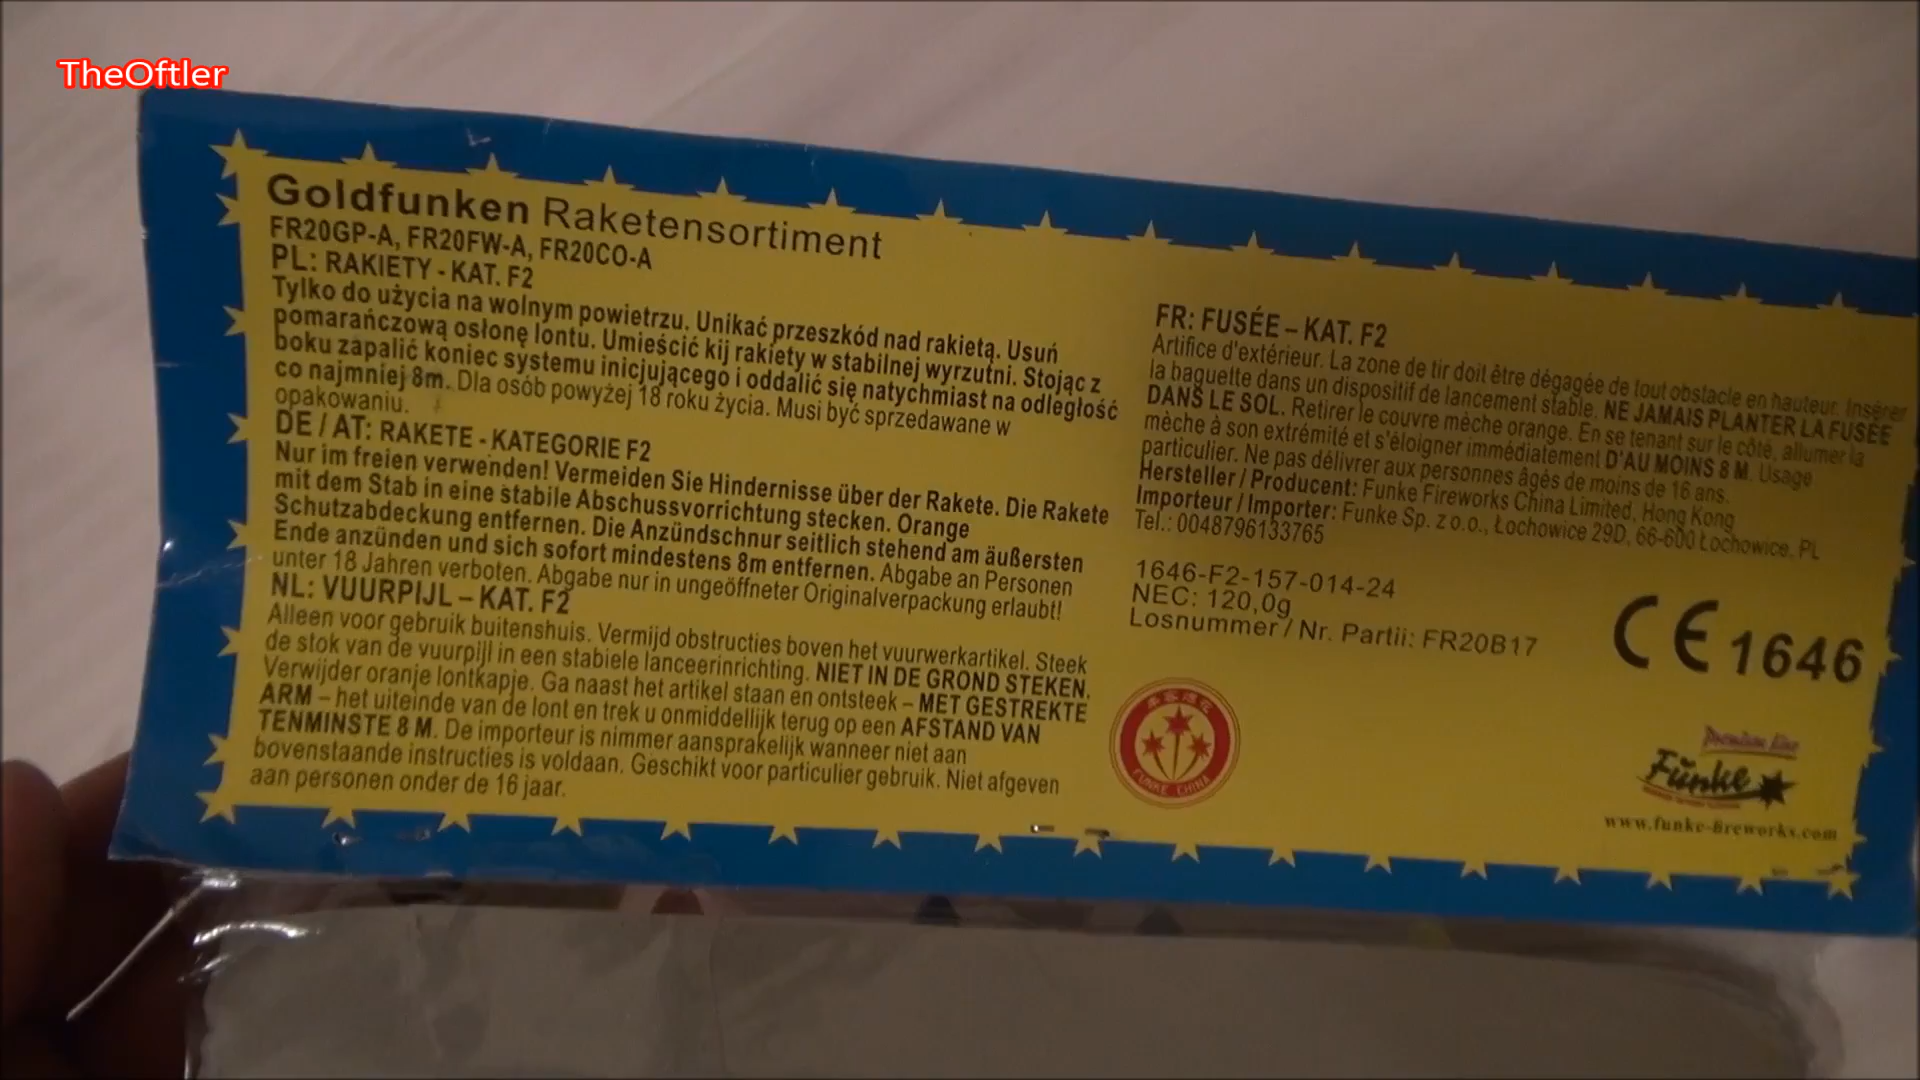 TheOftler
Goldfunken Raketensortiment
FR20GP-A, FR20FW-A, FR20CO-A
PL: RAKIETY - KAT. F2
Tylko do użycia na wolnym powietrzu. Unikać przeszkód nad rakietą. Usuń
pomarańczową osłonę lontu. Umieścić kij rakiety w stabilnej wyrzutni. Stojąc z
boku zapalić koniec systemu inicjującego i oddalić się natychmiast na odległość
co najmniej 8m. Dla osób powyżej 18 roku życia. Musi być sprzedawane w
opakowaniu.
DE / AT: RAKETE - KATEGORIE F2
Nur im freien verwenden! Vermeiden Sie Hindernisse über der Rakete. Die Rakete
mit dem Stab in eine stabile Abschussvorrichtung stecken. Orange
Schutzabdeckung entfernen. Die Anzündschnur seitlich stehend am äußersten
Ende anzünden und sich sofort mindestens 8m entfernen. Abgabe an Personen
unter 18 Jahren verboten. Abgabe nur in ungeöffneter Originalverpackung erlaubt!
NL: VUURPIJL – KAT. F2
Alleen voor gebruik buitenshuis. Vermijd obstructies boven het vuurwerkartikel. Steek
de stok van de vuurpijl in een stabiele lanceerinrichting. NIET IN DE GROND STEKEN.
Verwijder oranje lontkapje. Ga naast het artikel staan en ontsteek – MET GESTREKTE
ARM – het uiteinde van de lont en trek u onmiddellijk terug op een AFSTAND VAN
TENMINSTE 8 M. De importeur is nimmer aansprakelijk wanneer niet aan
bovenstaande instructies is voldaan. Geschikt voor particulier gebruik. Niet afgeven
aan personen onder de 16 jaar.
FR: FUSÉE – KAT. F2
Artifice d'extérieur. La zone de tir doit être dégagée de tout obstacle en hauteur. Insérer
la baguette dans un dispositif de lancement stable. NE JAMAIS PLANTER LA FUSÉE
DANS LE SOL. Retirer le couvre mèche orange. En se tenant sur le côté, allumer la
mèche à son extrémité et s'éloigner immédiatement D'AU MOINS 8 M. Usage
particulier. Ne pas délivrer aux personnes âgès de moins de 16 ans.
Hersteller / Producent: Funke Fireworks China Limited, Hong Kong
Importeur / Importer: Funke Sp. z o.o., Łochowice 29D, 66-600 Łochowice, PL
Tel.: 0048796133765
1646-F2-157-014-24
NEC: 120,0g
Losnummer / Nr. Partii: FR20B17
CE 1646
FUNKE CHINA
Premium line
Funke
www.funke-fireworks.com